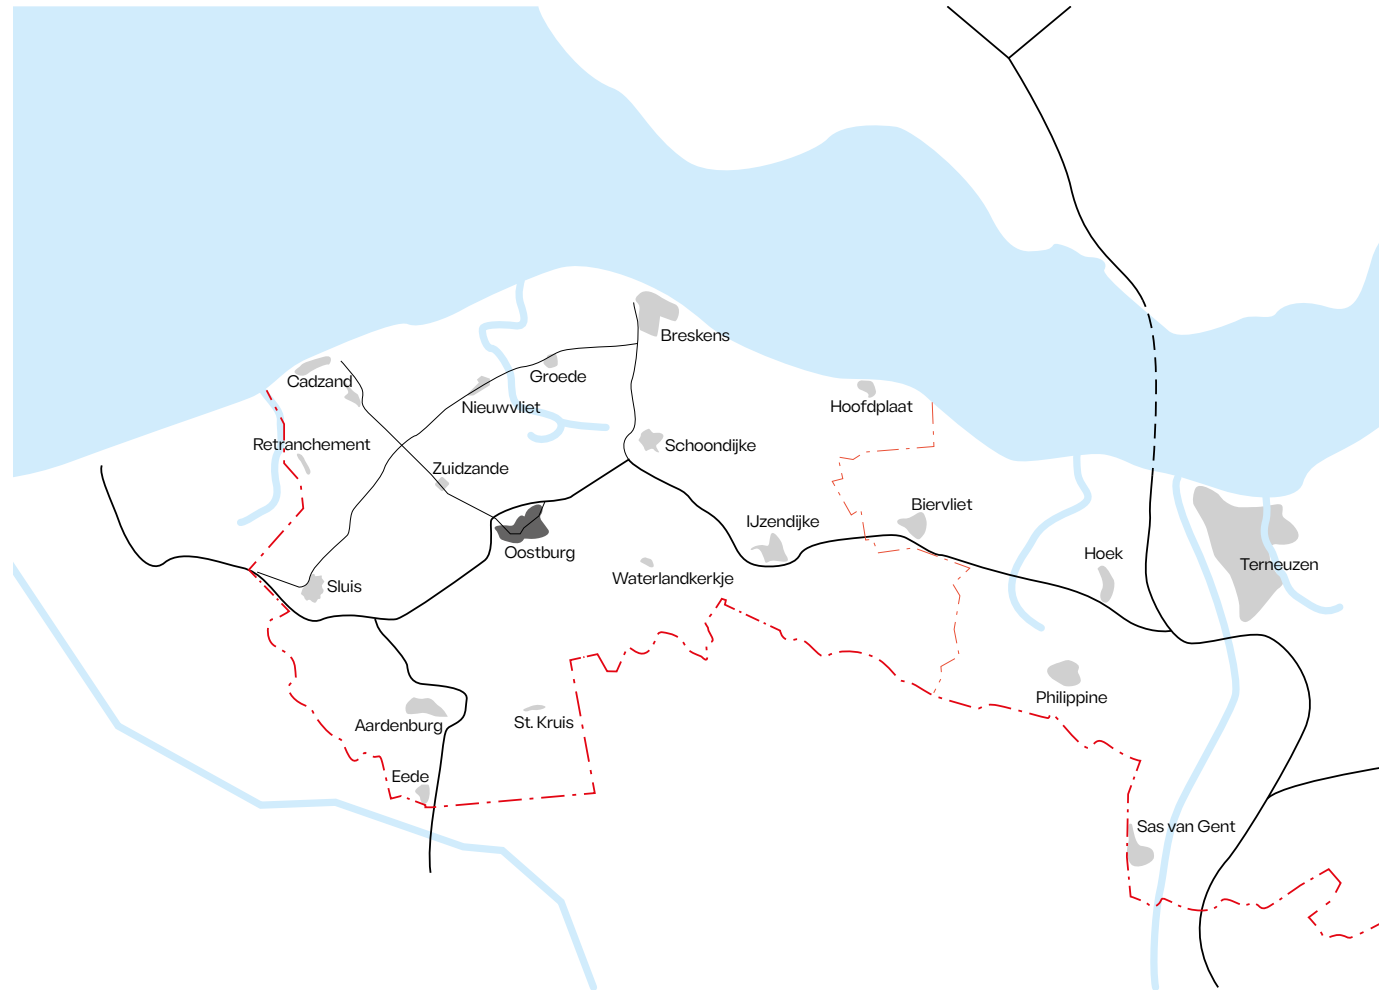 Breskens
Groede
Cadzand
Nieuwvliet
Hoofdplaat
Retranchement
Schoondijke
Zuidzande
Biervliet
IJzendijke
Oostburg
Hoek
Terneuzen
Waterlandkerkje
Sluis
Philippine
Aardenburg
St. Kruis
Eede
Sas van Gent